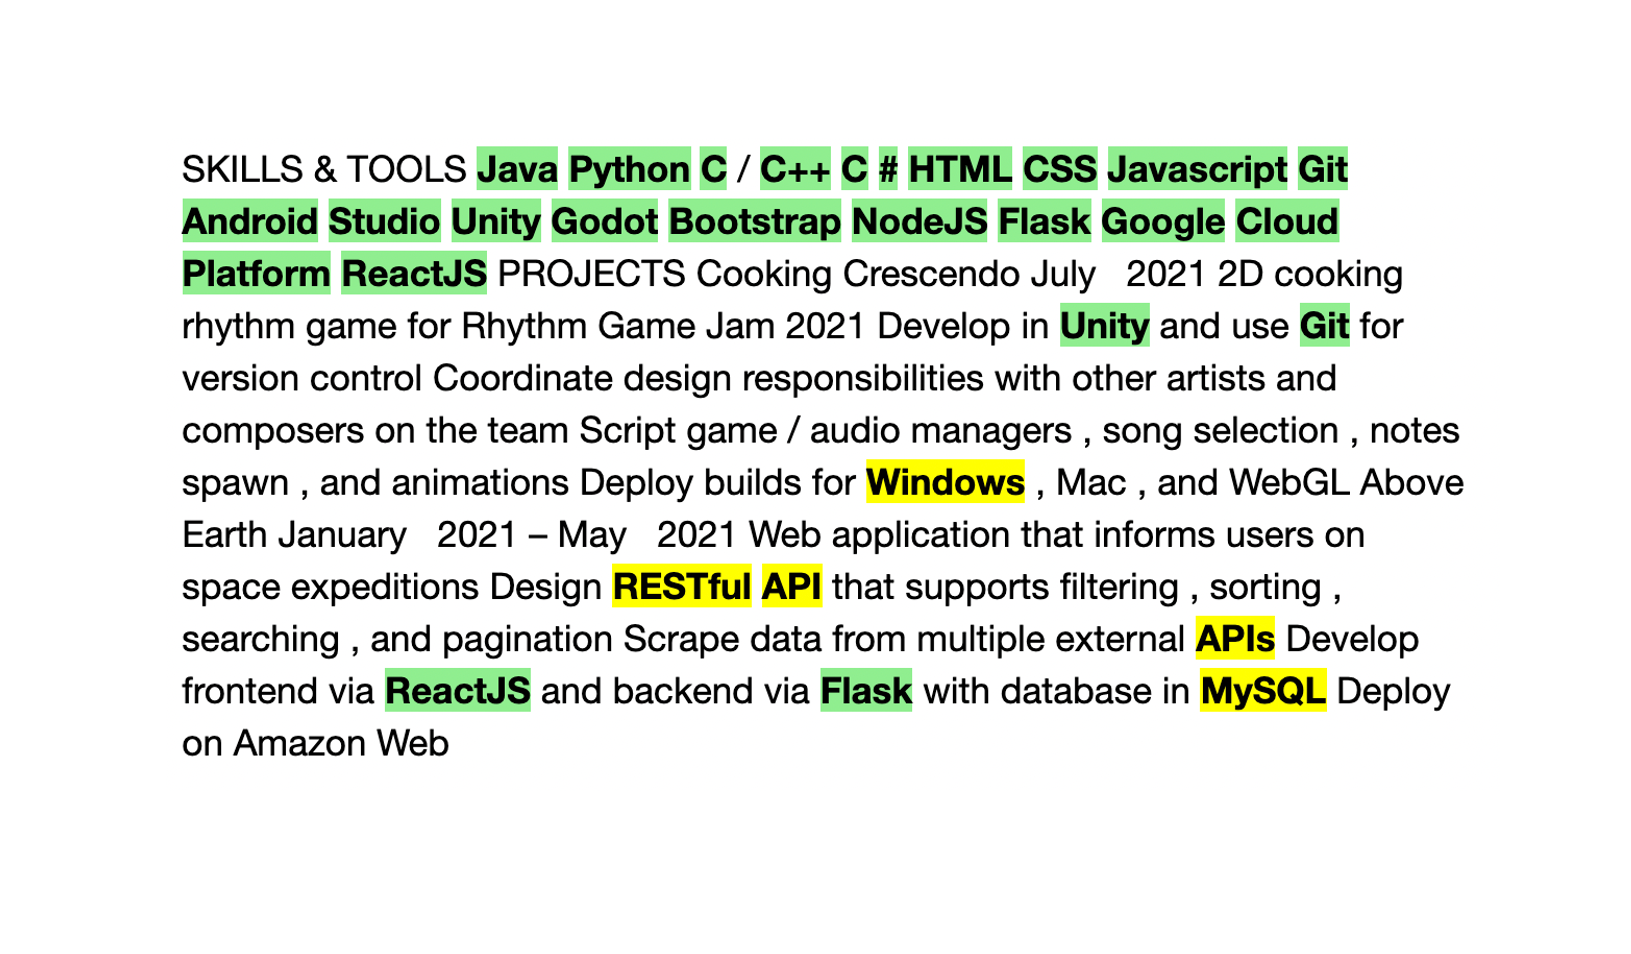 SKILLS & TOOLS Java Python C / C++ C # HTML CSS Javascript Git
Android Studio Unity Godot Bootstrap NodeJS Flask Google Cloud
Platform ReactJS PROJECTS Cooking Crescendo July   2021 2D cooking
rhythm game for Rhythm Game Jam 2021 Develop in Unity and use Git for
version control Coordinate design responsibilities with other artists and
composers on the team Script game / audio managers , song selection , notes
spawn , and animations Deploy builds for Windows , Mac , and WebGL Above
Earth January   2021 – May   2021 Web application that informs users on
space expeditions Design RESTful API that supports filtering , sorting ,
searching , and pagination Scrape data from multiple external APIs Develop
frontend via ReactJS and backend via Flask with database in MySQL Deploy
on Amazon Web